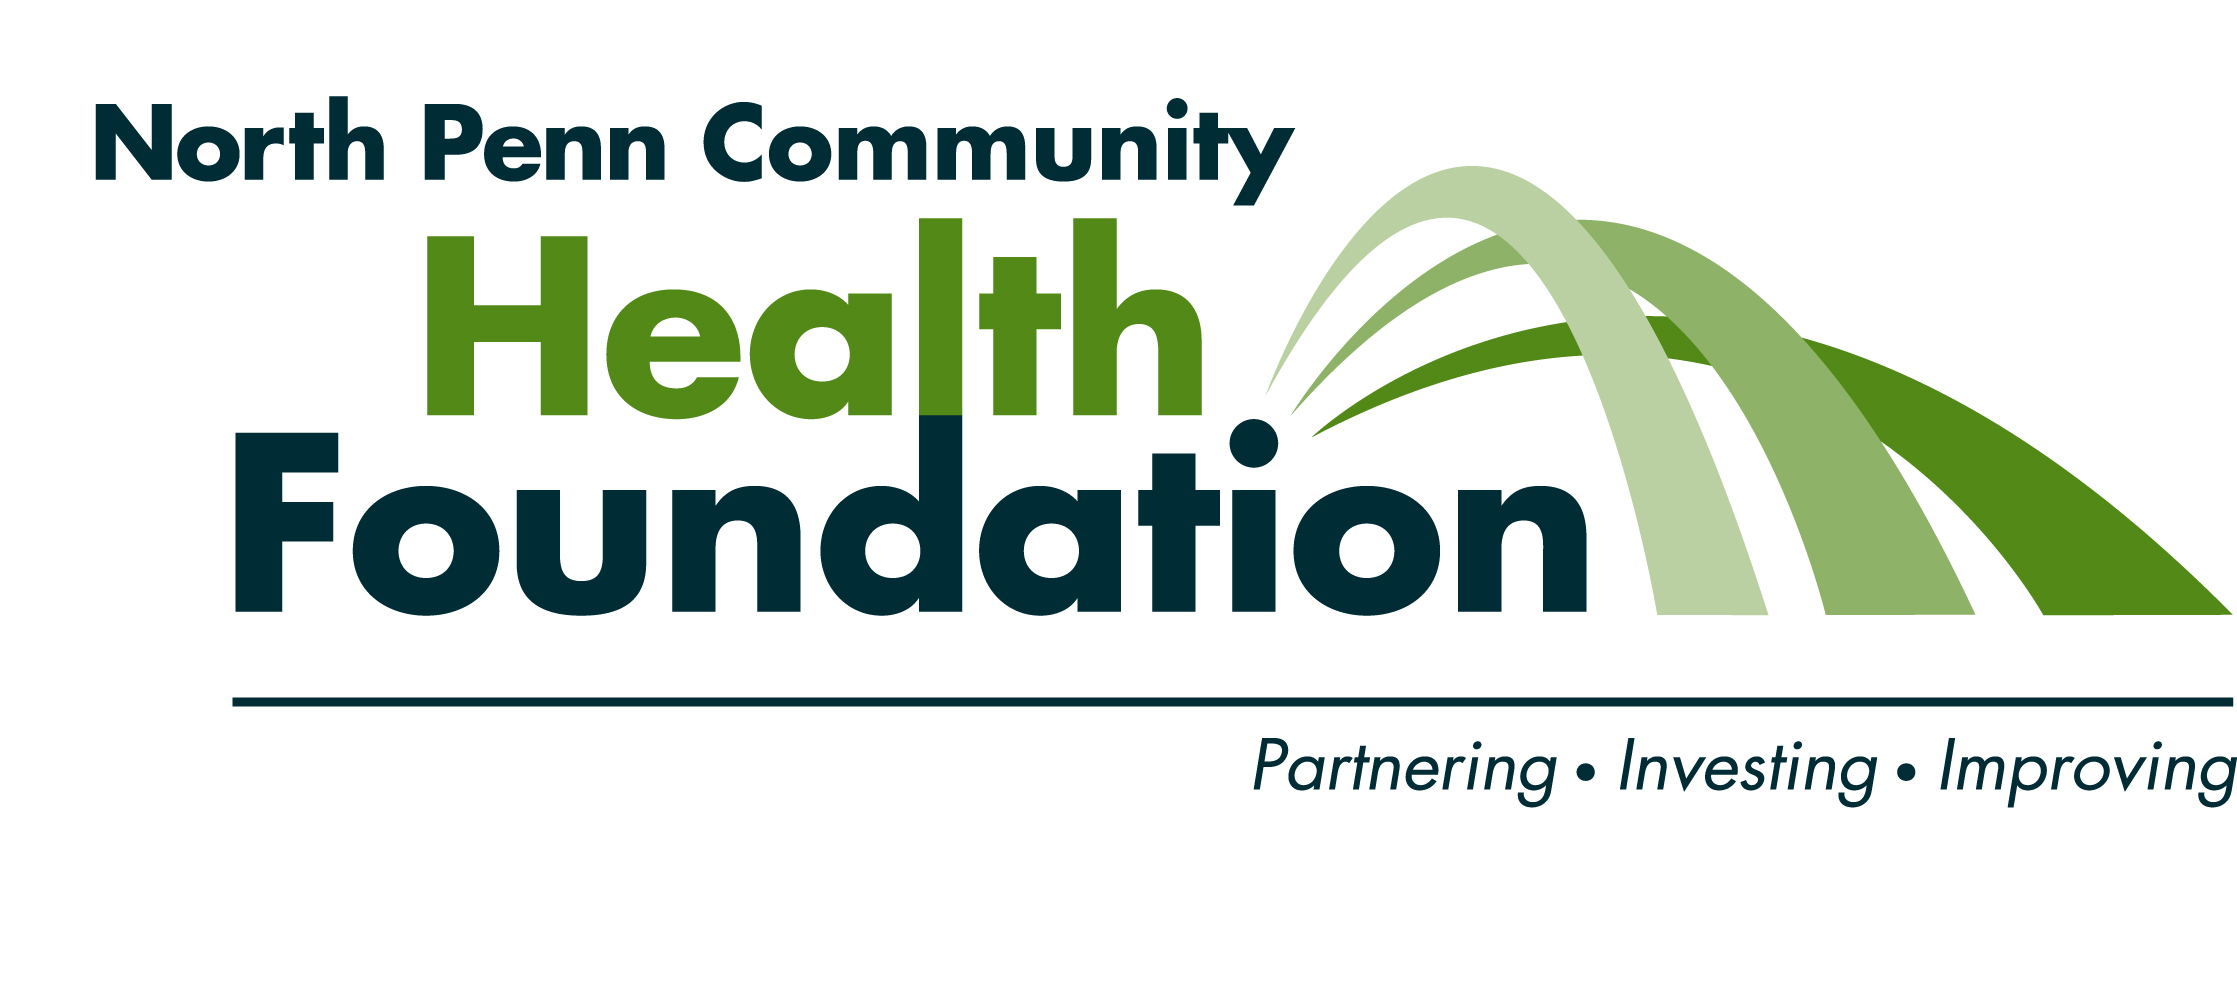 North Penn Community
Health
Foundation
Partnering • Investing • Improving